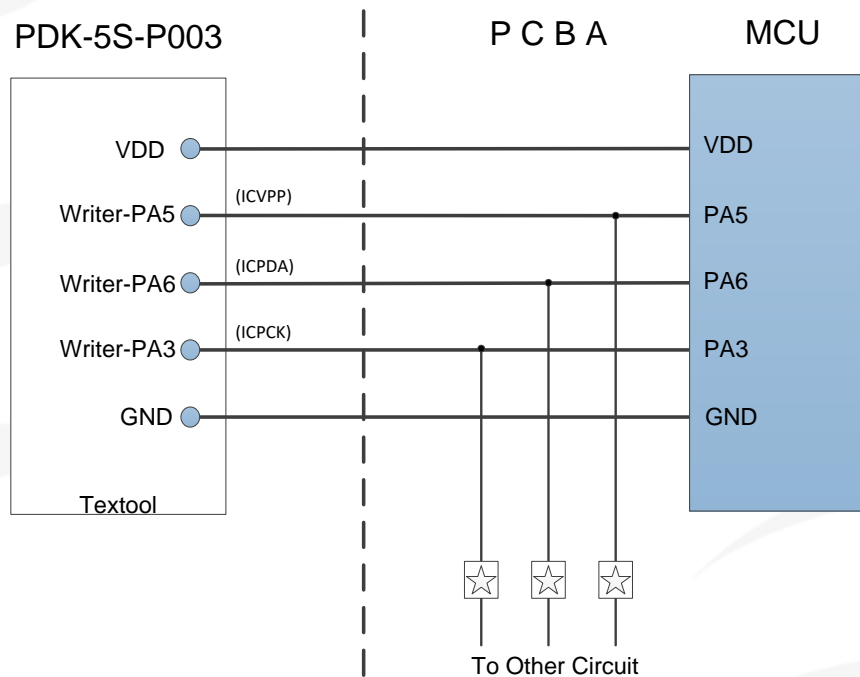 PDK-5S-P003
P C B A
MCU
VDD
VDD
Writer-PA5
(ICVPP)
PA5
Writer-PA6
(ICPDA)
PA6
Writer-PA3
(ICPCK)
PA3
GND
GND
Textool
To Other Circuit